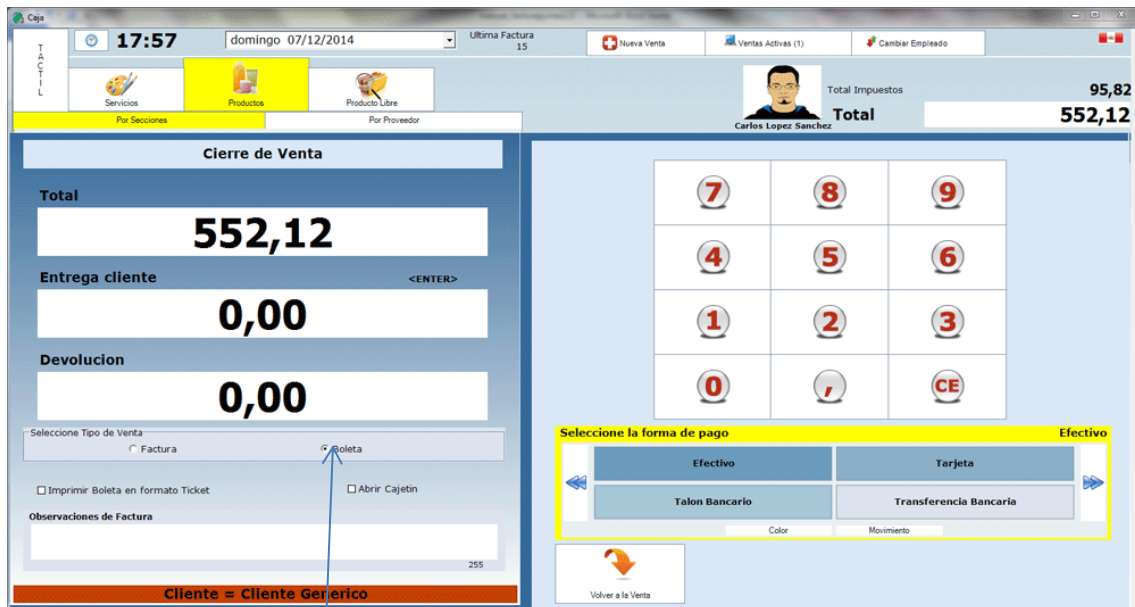 Caja
TACTIL
17:57
domingo 07/12/2014
Ultima Factura
15
Nueva Venta
Ventas Activas (1)
Cambiar Empleado
Servicios
Productos
Producto Libre
Por Secciones
Por Proveedor
Carlos Lopez Sanchez
Total Impuestos
95,82
Total
552,12
Cierre de Venta
Total
552,12
Entrega cliente <ENTER>
0,00
Devolucion
0,00
Seleccione Tipo de Venta
Factura
Boleta
Imprimir Boleta en formato Ticket
Abrir Cajetin
Observaciones de Factura
255
Cliente = Cliente Generico
7 8 9
4 5 6
1 2 3
0 , CE
Seleccione la forma de pago
Efectivo
Efectivo
Tarjeta
Talon Bancario
Transferencia Bancaria
Color
Movimiento
Volver a la Venta